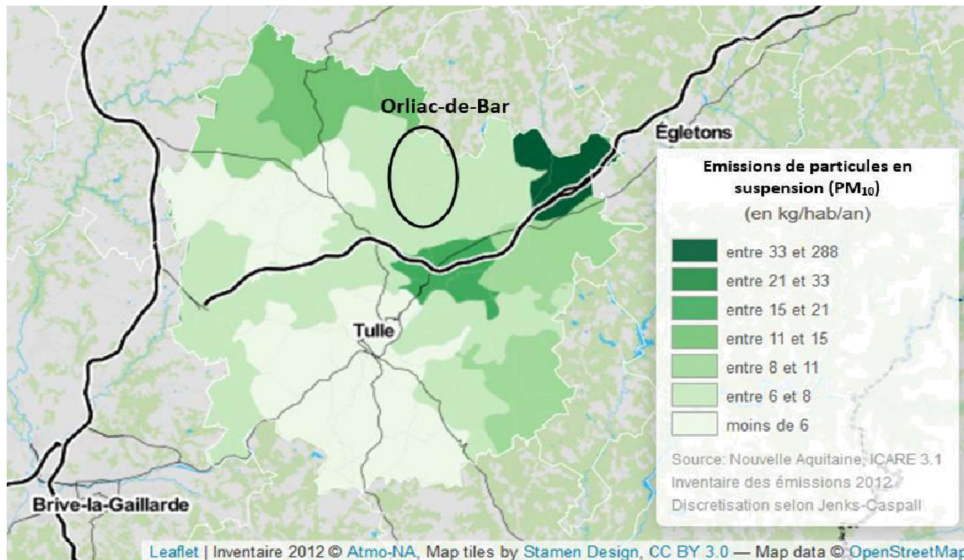 Orliac-de-Bar
Égletons
Tulle
Brive-la-Gaillarde
Emissions de particules en
suspension (PM₁₀)
(en kg/hab/an)
entre 33 et 288
entre 21 et 33
entre 15 et 21
entre 11 et 15
entre 8 et 11
entre 6 et 8
moins de 6
Source: Nouvelle Aquitaine, ICARE 3.1
Inventaire des émissions 2012
Discretisation selon Jenks-Caspall
Leaflet | Inventaire 2012 © Atmo-NA, Map tiles by Stamen Design, CC BY 3.0 — Map data © OpenStreetMap